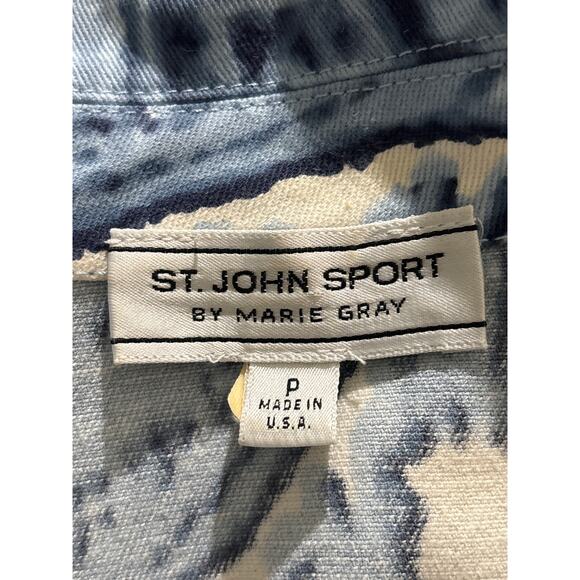 ST. JOHN SPORT
BY MARIE GRAY
P
MADE IN
U.S.A.